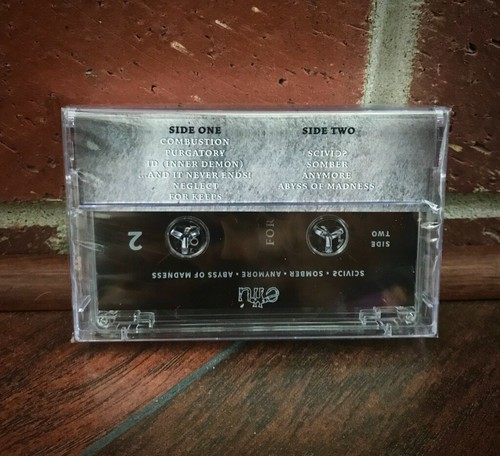 SIDE ONE
COMBUSTION
PURGATORY
ID (INNER DEMON)
...AND IT NEVER ENDS!
NEGLECT
FOR KEEPS
SIDE TWO
SCIVIƧƧ
SOMBER
ANYMORE
ABYSS OF MADNESS
SIDE
TWO
2
FOR
SCIVIC2 • SOMBER • ANYMORE • ABYSS OF MADNESS